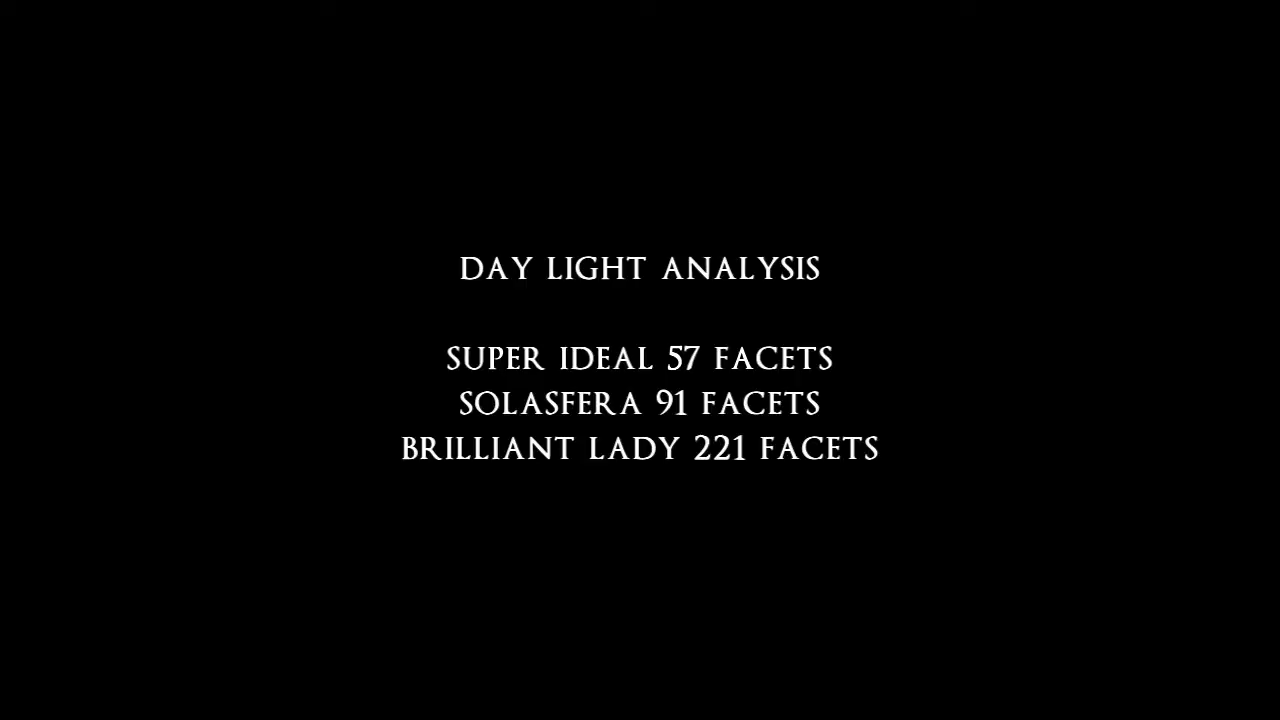 DAY LIGHT ANALYSIS
SUPER IDEAL 57 FACETS
SOLASFERA 91 FACETS
BRILLIANT LADY 221 FACETS